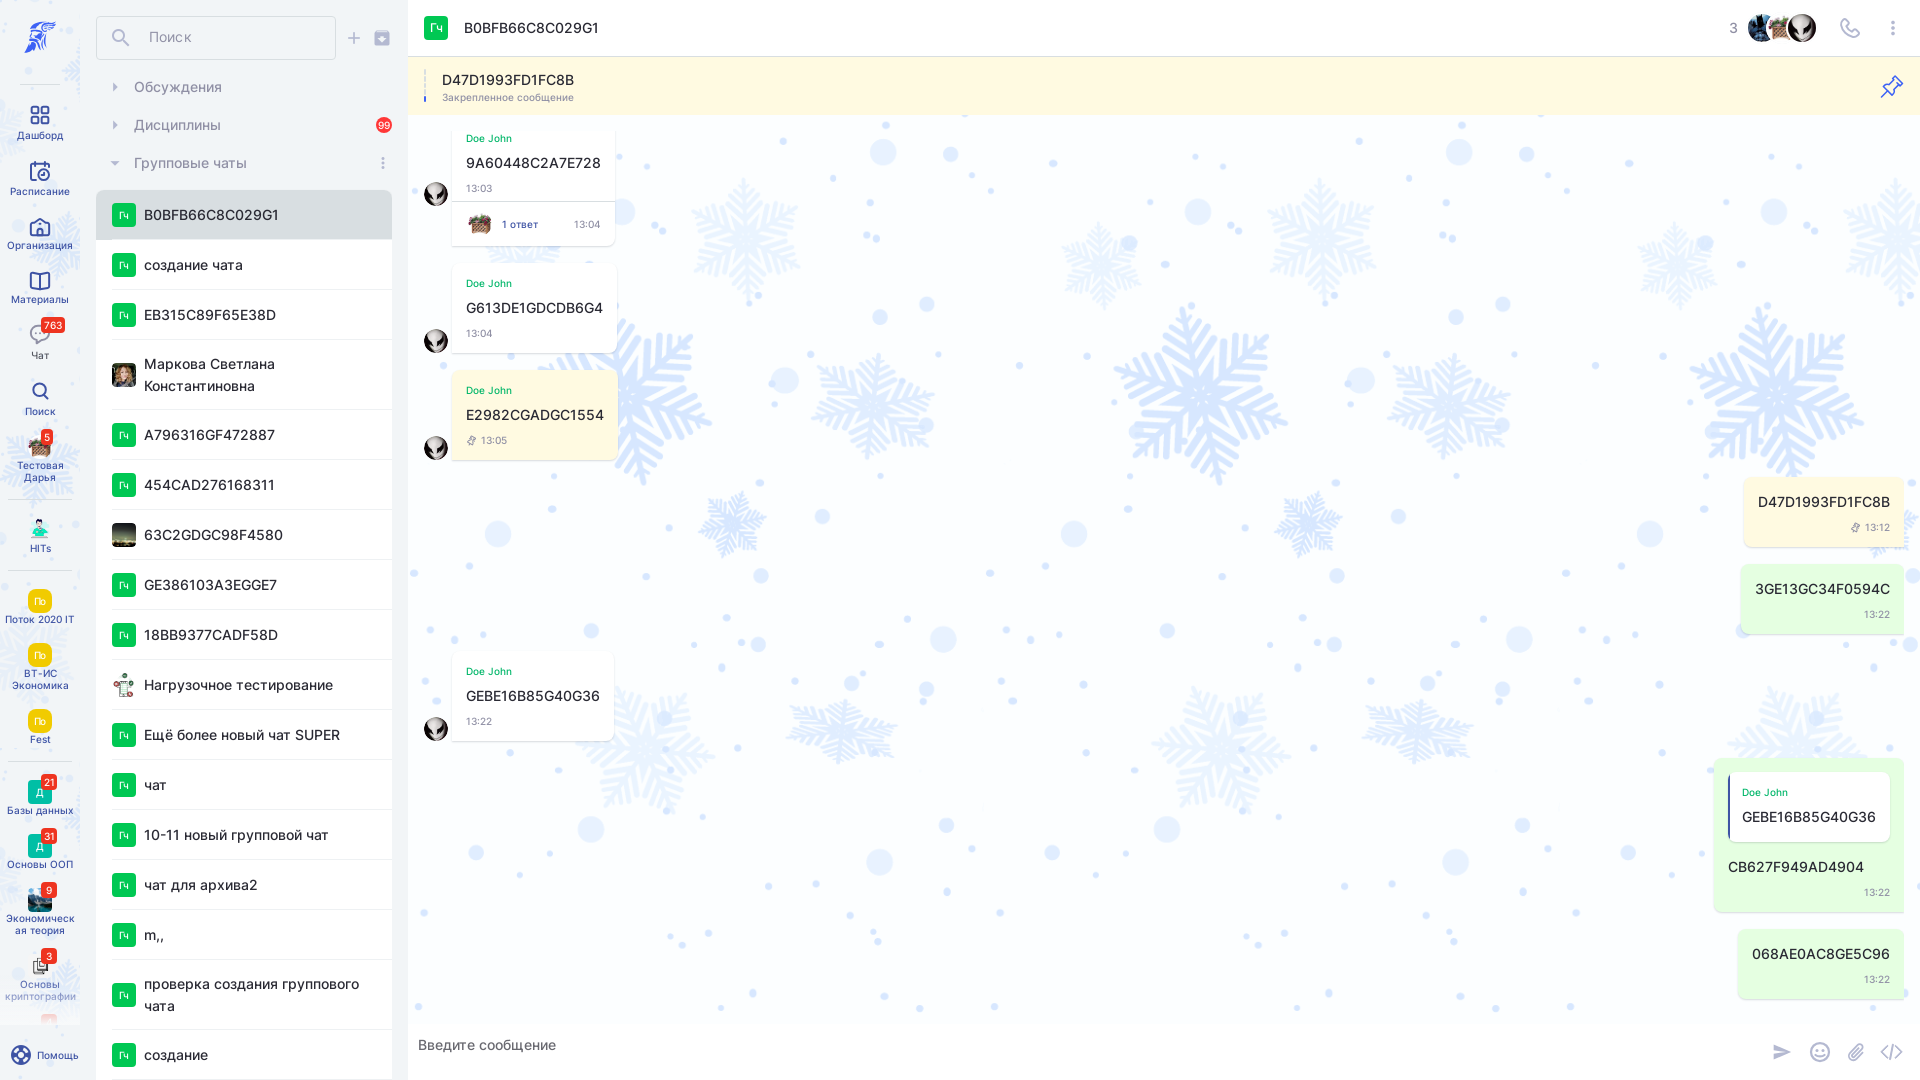 Дашборд
Расписание
Организация
Материалы
763
Чат
Поиск
5
Тестовая
Дарья
HITs
По
Поток 2020 IT
По
ВТ-ИС
Экономика
По
Fest
21
Д
Базы данных
31
Д
Основы ООП
9
Экономическ
ая теория
3
Основы
криптографии
Помощь
Поиск
Обсуждения
Дисциплины
99
Групповые чаты
Гч
B0BFB66C8C029G1
Гч
создание чата
Гч
EB315C89F65E38D
Маркова Светлана
Константиновна
Гч
A796316GF472887
Гч
454CAD276168311
63C2GDGC98F4580
Гч
GE386103A3EGGE7
Гч
18BB9377CADF58D
Нагрузочное тестирование
Гч
Ещё более новый чат SUPER
Гч
чат
Гч
10-11 новый групповой чат
Гч
чат для архива2
Гч
m,,
Гч
проверка создания группового
чата
Гч
создание
Гч
B0BFB66C8C029G1
3
D47D1993FD1FC8B
Закрепленное сообщение
Doe John
9A60448C2A7E728
13:03
1 ответ
13:04
Doe John
G613DE1GDCDB6G4
13:04
Doe John
E2982CGADGC1554
13:05
D47D1993FD1FC8B
13:12
3GE13GC34F0594C
13:22
Doe John
GEBE16B85G40G36
13:22
Doe John
GEBE16B85G40G36
CB627F949AD4904
13:22
068AE0AC8GE5C96
13:22
Введите сообщение